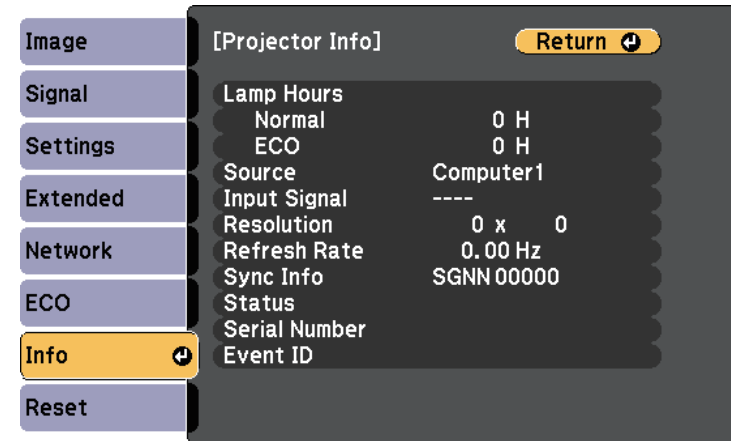 Image
Signal
Settings
Extended
Network
ECO
Info
Reset
[Projector Info]
Return
Lamp Hours
Normal 0 H
ECO 0 H
Source Computer1
Input Signal ----
Resolution 0 x 0
Refresh Rate 0.00 Hz
Sync Info SGNN 00000
Status
Serial Number
Event ID